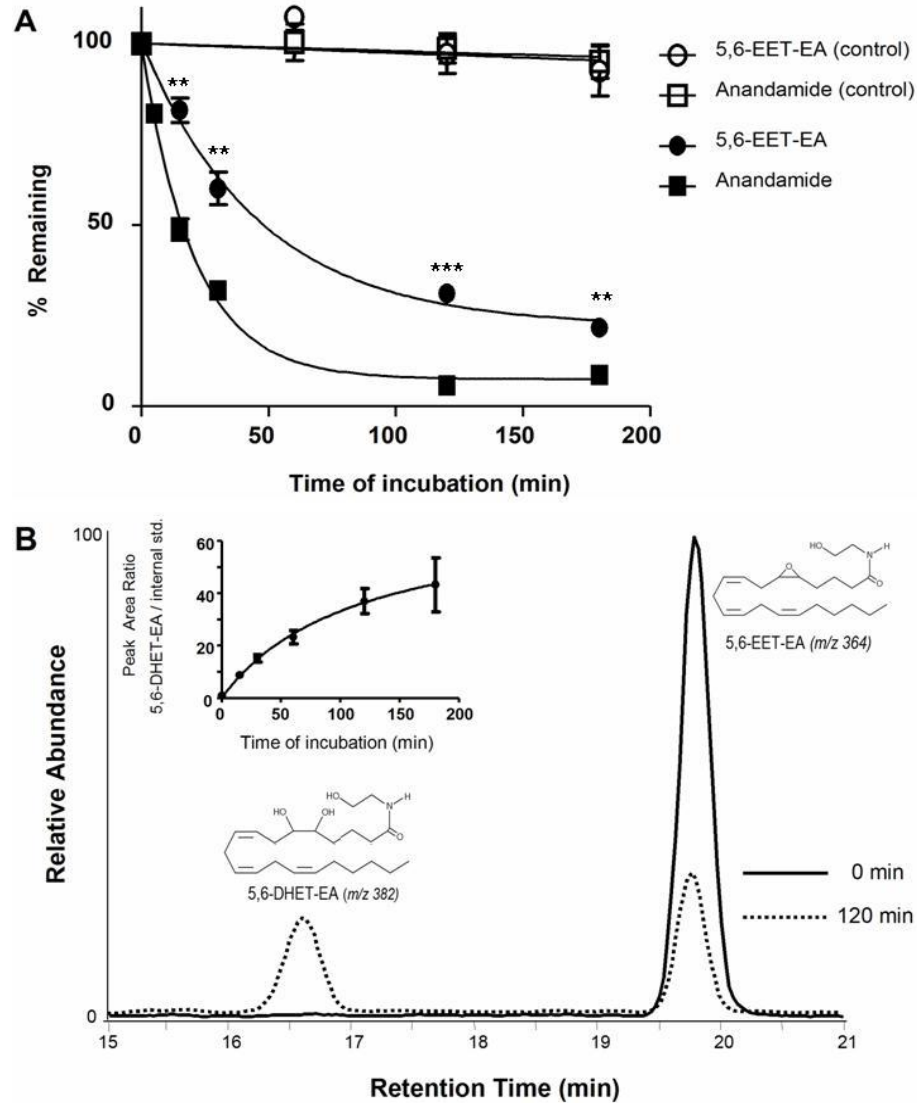 A
100
50
0
% Remaining
**
**
***
**
0 50 100 150 200
Time of incubation (min)
5,6-EET-EA (control)
Anandamide (control)
5,6-EET-EA
Anandamide
B
100
0
Relative Abundance
Peak Area Ratio
5,6-DHET-EA / internal std.
60
40
20
0
0 50 100 150 200
Time of incubation (min)
HO
N H
O
O
5,6-EET-EA (m/z 364)
HO
N H
HO OH
O
5,6-DHET-EA (m/z 382)
0 min
120 min
15 16 17 18 19 20 21
Retention Time (min)